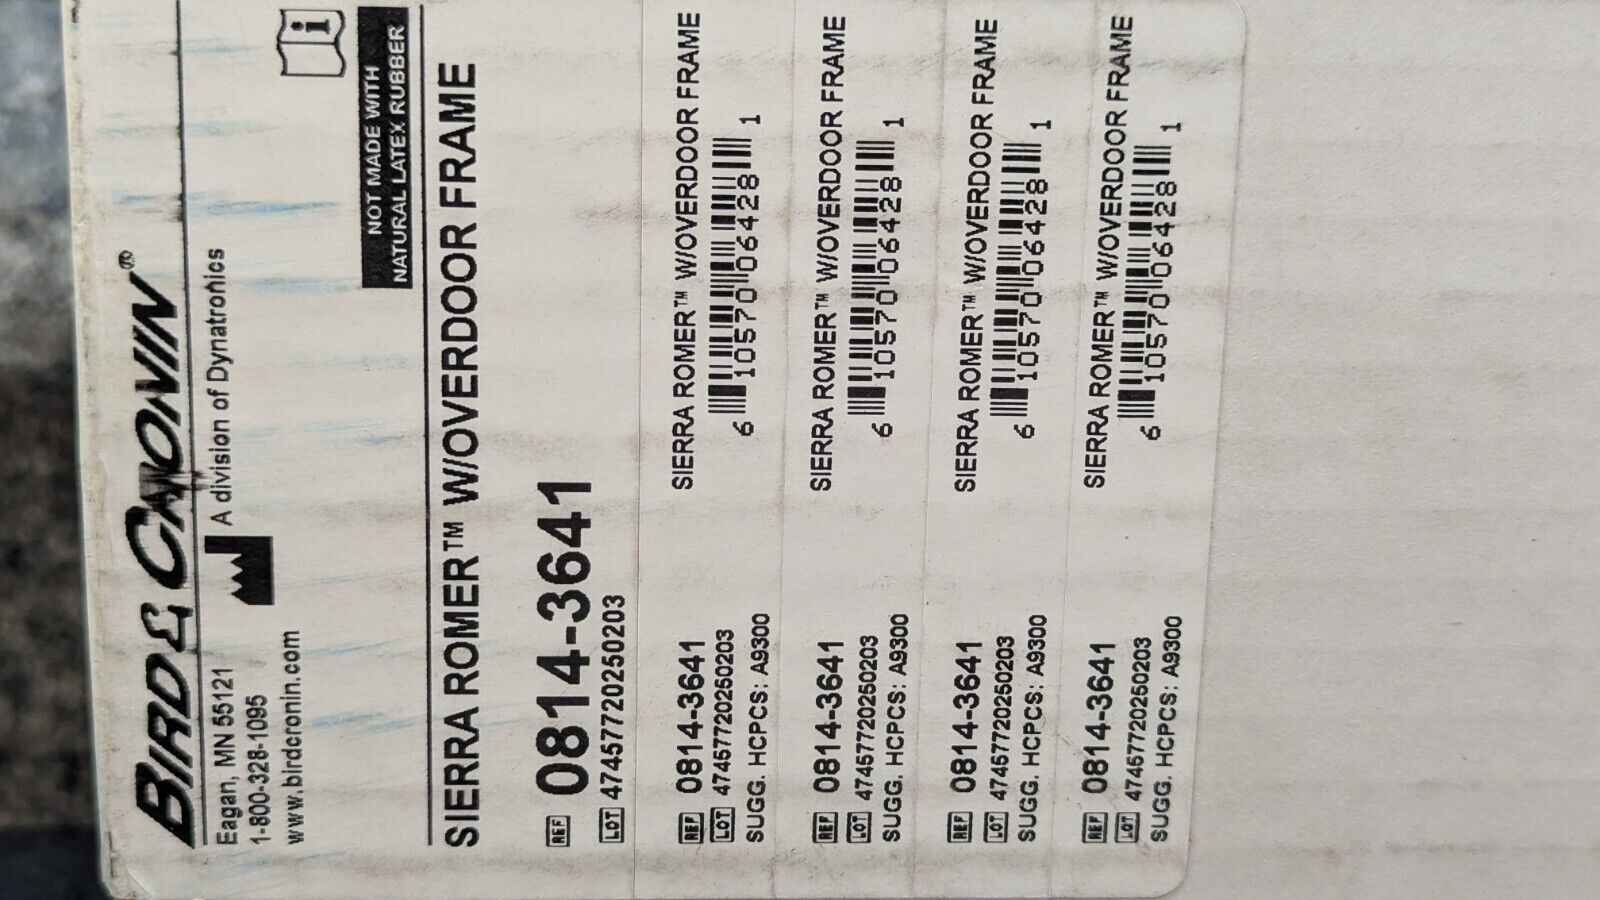 BIRD & CRONIN®
Eagan, MN 55121
1-800-328-1095
www.birdcronin.com
A division of Dynatronics
i
NOT MADE WITH
NATURAL LATEX RUBBER
SIERRA ROMER™ W/OVERDOOR FRAME
REF 0814-3641
LOT 4745772025​0203
REF 0814-3641
LOT 47457720250203
SUGG. HCPCS: A9300
SIERRA ROMER™ W/OVERDOOR FRAME
6 10570 06428 1
REF 0814-3641
LOT 47457720250203
SUGG. HCPCS: A9300
SIERRA ROMER™ W/OVERDOOR FRAME
6 10570 06428 1
REF 0814-3641
LOT 47457720250203
SUGG. HCPCS: A9300
SIERRA ROMER™ W/OVERDOOR FRAME
6 10570 06428 1
REF 0814-3641
LOT 47457720250203
SUGG. HCPCS: A9300
SIERRA ROMER™ W/OVERDOOR FRAME
6 10570 06428 1